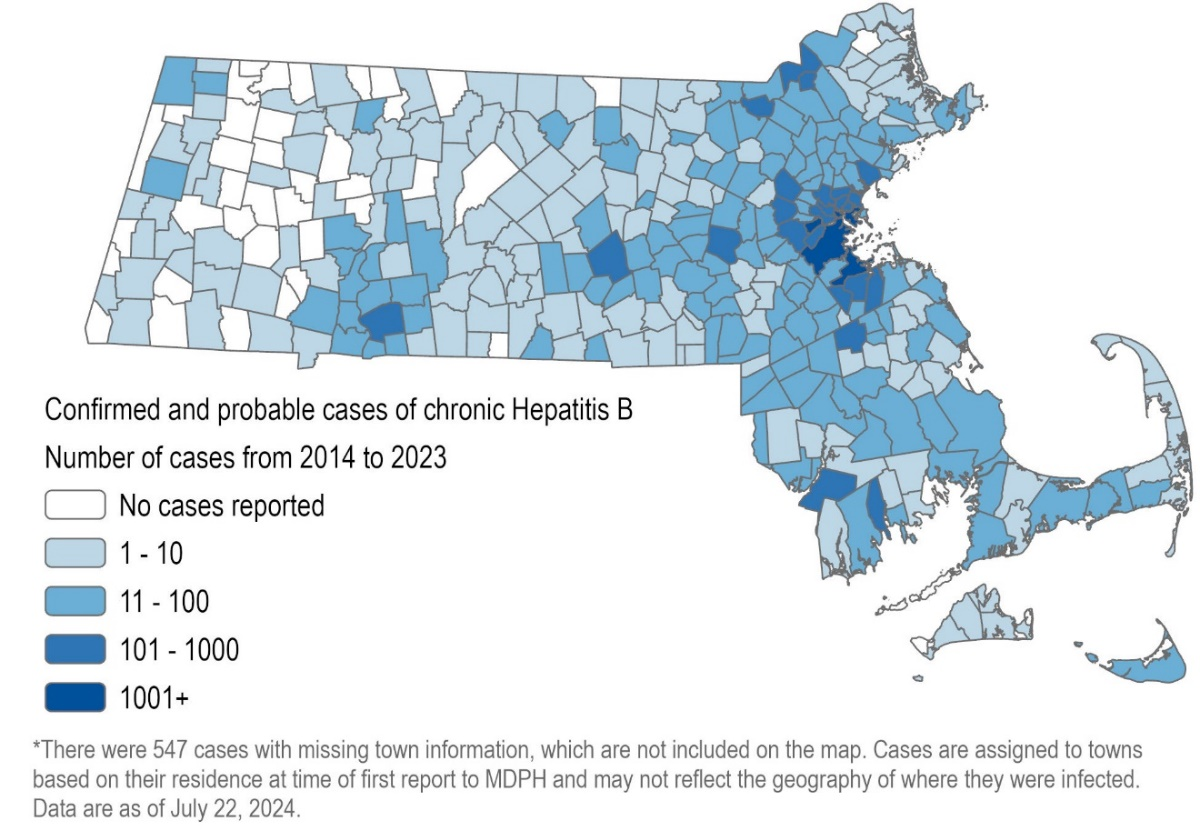 Confirmed and probable cases of chronic Hepatitis B
Number of cases from 2014 to 2023
No cases reported
1 - 10
11 - 100
101 - 1000
1001+
*There were 547 cases with missing town information, which are not included on the map. Cases are assigned to towns
based on their residence at time of first report to MDPH and may not reflect the geography of where they were infected.
Data are as of July 22, 2024.